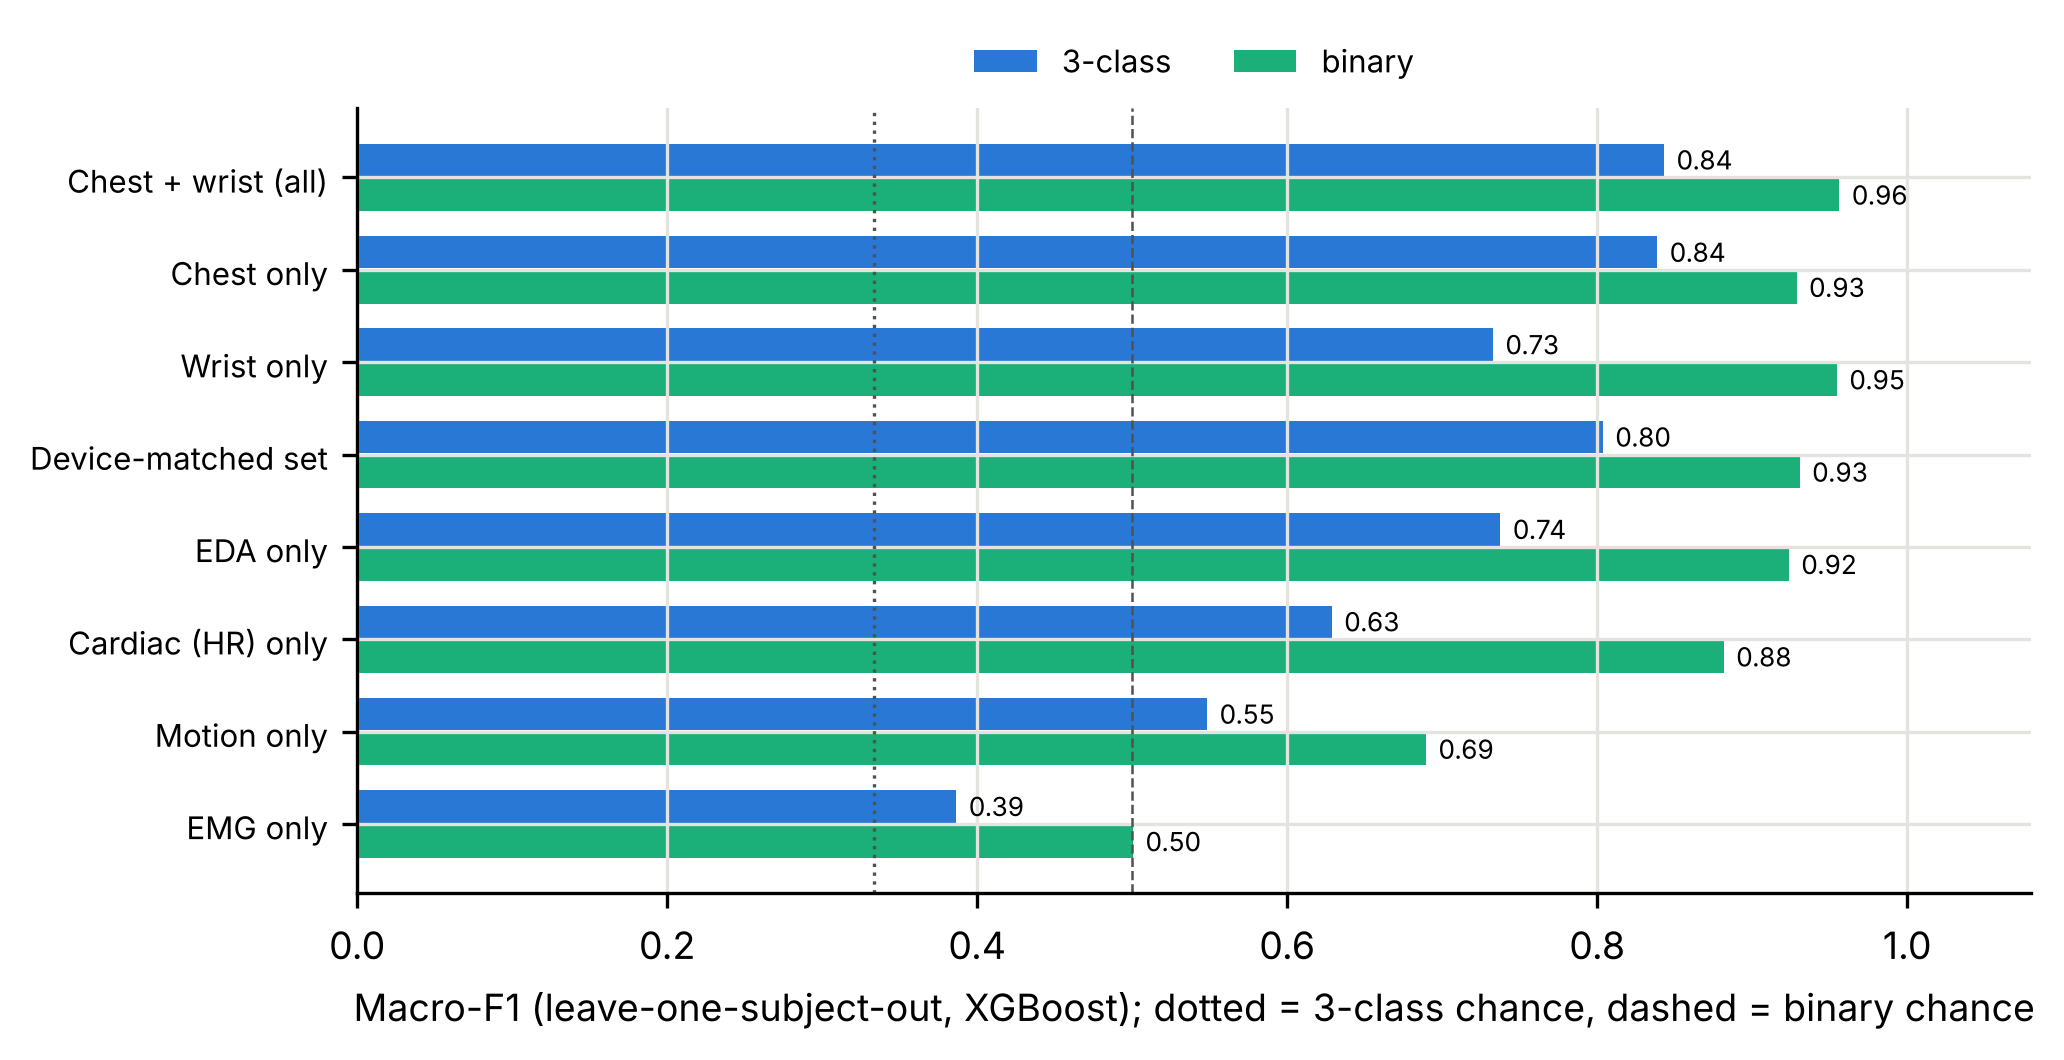 3-class binary
Chest + wrist (all) 0.84
0.96
Chest only 0.84
0.93
Wrist only 0.73
0.95
Device-matched set 0.80
0.93
EDA only 0.74
0.92
Cardiac (HR) only 0.63
0.88
Motion only 0.55
0.69
EMG only 0.39
0.50
0.0 0.2 0.4 0.6 0.8 1.0
Macro-F1 (leave-one-subject-out, XGBoost); dotted = 3-class chance, dashed = binary chance